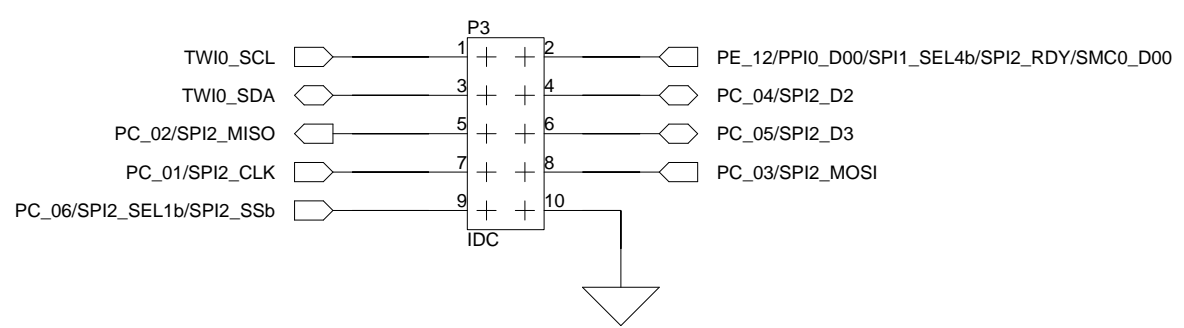 P3
TWI0_SCL 1 2 PE_12/PPI0_D00/SPI1_SEL4b/SPI2_RDY/SMC0_D00
TWI0_SDA 3 4 PC_04/SPI2_D2
PC_02/SPI2_MISO 5 6 PC_05/SPI2_D3
PC_01/SPI2_CLK 7 8 PC_03/SPI2_MOSI
PC_06/SPI2_SEL1b/SPI2_SSb 9 10
IDC